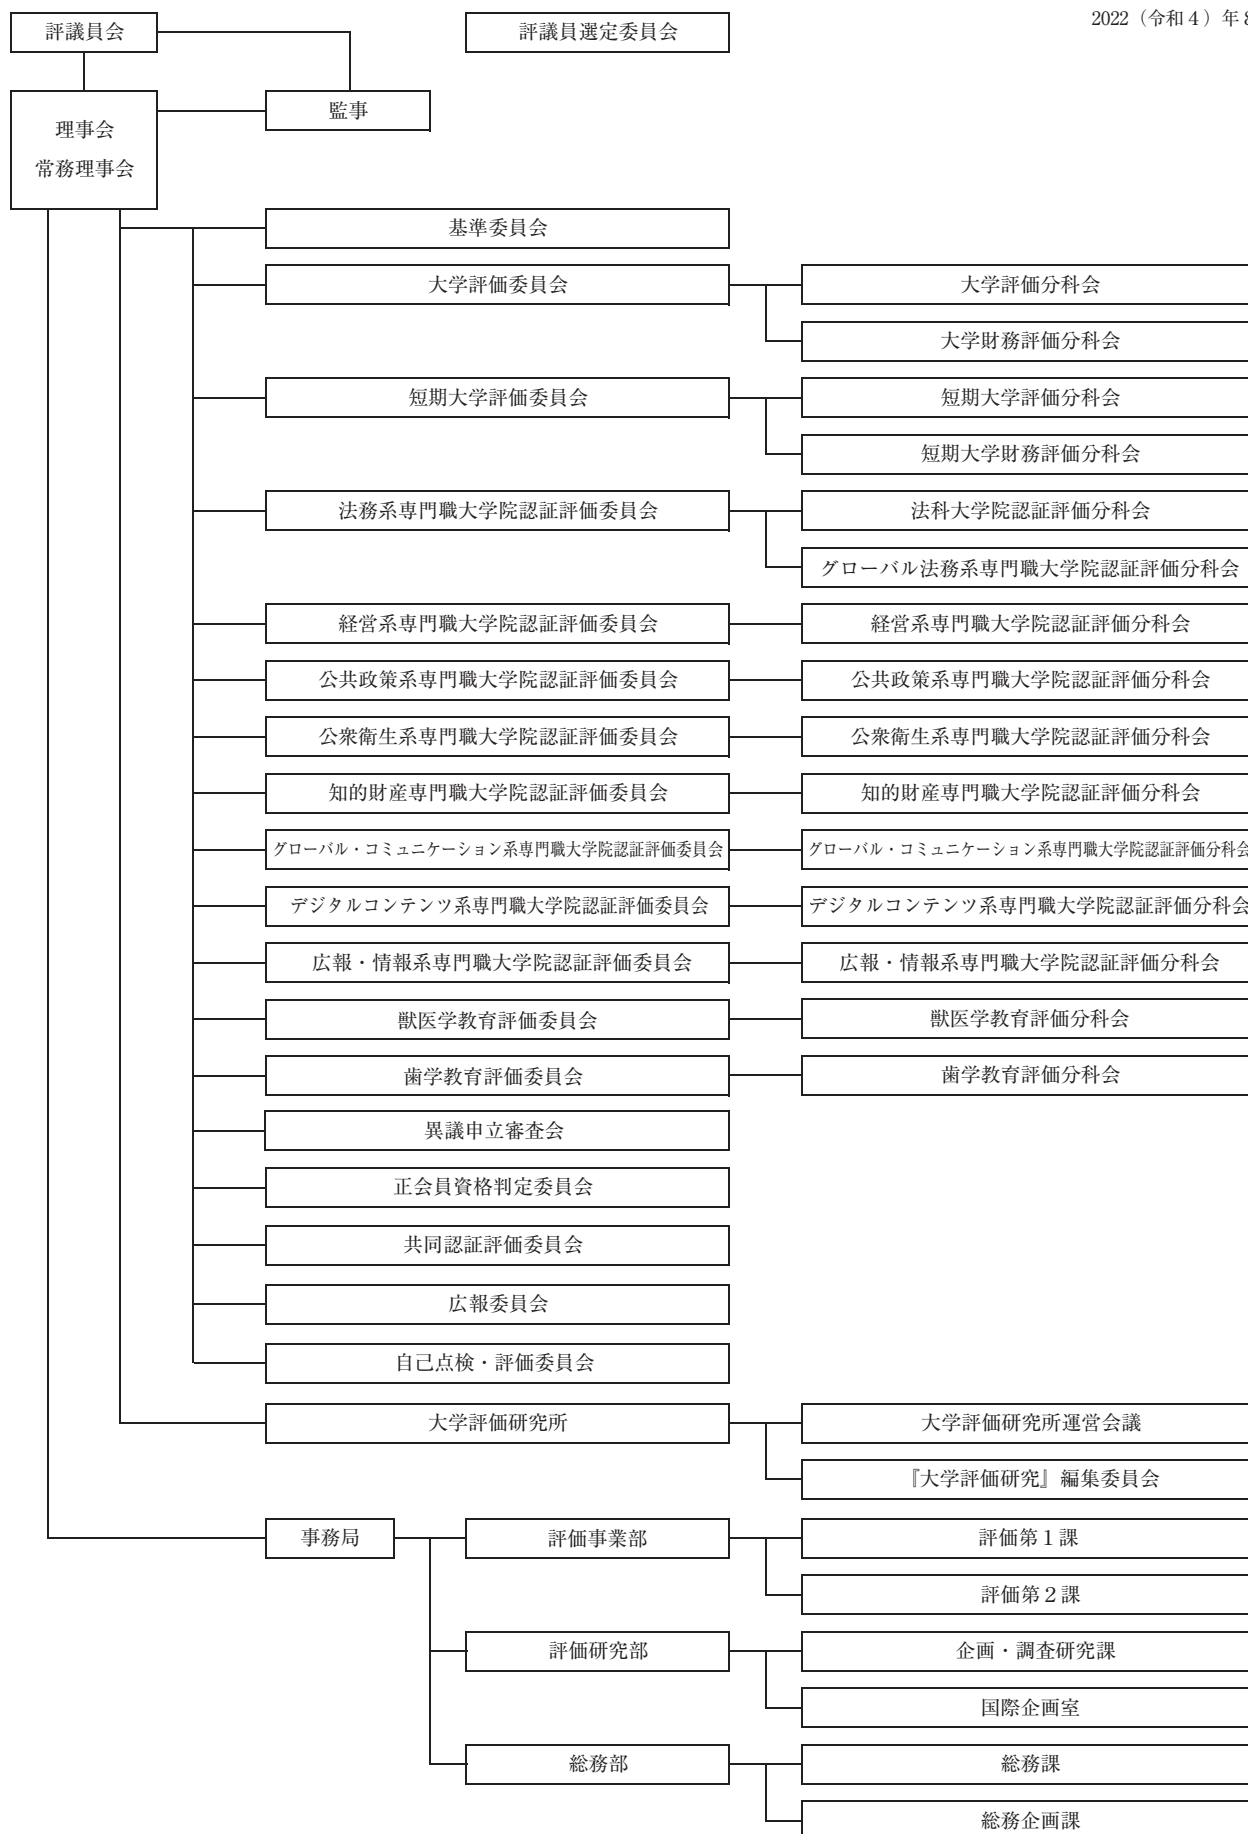 評議員会
評議員選定委員会
2022（令和４）年
理事会
常務理事会
監事
基準委員会
大学評価委員会
大学評価分科会
大学財務評価分科会
短期大学評価委員会
短期大学評価分科会
短期大学財務評価分科会
法務系専門職大学院認証評価委員会
法科大学院認証評価分科会
グローバル法務系専門職大学院認証評価分科会
経営系専門職大学院認証評価委員会
経営系専門職大学院認証評価分科会
公共政策系専門職大学院認証評価委員会
公共政策系専門職大学院認証評価分科会
公衆衛生系専門職大学院認証評価委員会
公衆衛生系専門職大学院認証評価分科会
知的財産専門職大学院認証評価委員会
知的財産専門職大学院認証評価分科会
グローバル・コミュニケーション系専門職大学院認証評価委員会
グローバル・コミュニケーション系専門職大学院認証評価分科会
デジタルコンテンツ系専門職大学院認証評価委員会
デジタルコンテンツ系専門職大学院認証評価分科会
広報・情報系専門職大学院認証評価委員会
広報・情報系専門職大学院認証評価分科会
獣医学教育評価委員会
獣医学教育評価分科会
歯学教育評価委員会
歯学教育評価分科会
異議申立審査会
正会員資格判定委員会
共同認証評価委員会
広報委員会
自己点検・評価委員会
大学評価研究所
大学評価研究所運営会議
『大学評価研究』編集委員会
事務局
評価事業部
評価第１課
評価第２課
評価研究部
企画・調査研究課
国際企画室
総務部
総務課
総務企画課